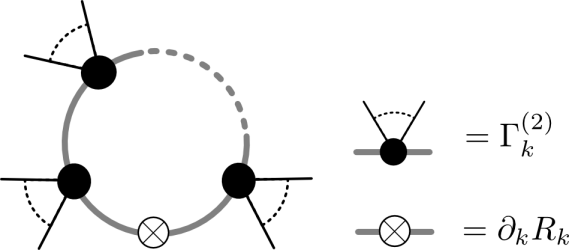 = Γ_k^{(2)}
= ∂_k R_k